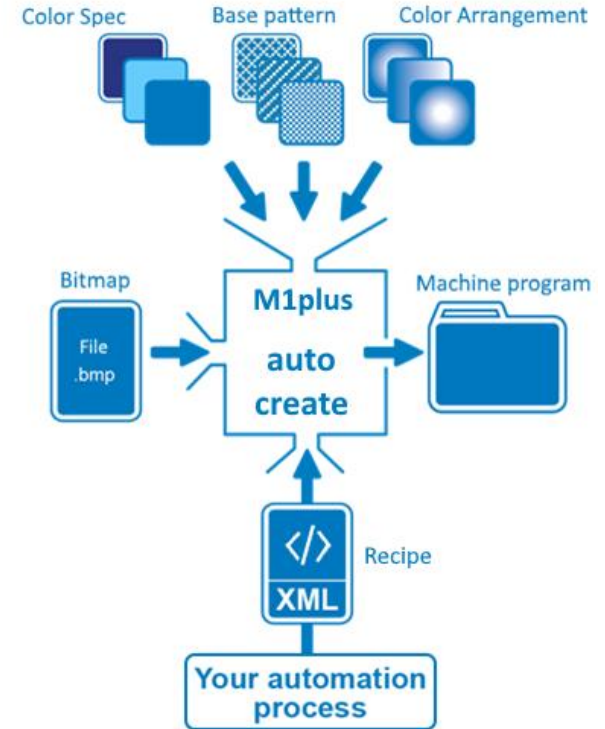 Color Spec
Base pattern
Color Arrangement
Bitmap
File
.bmp
M1plus
auto
create
Machine program
</>
XML
Recipe
Your automation
process